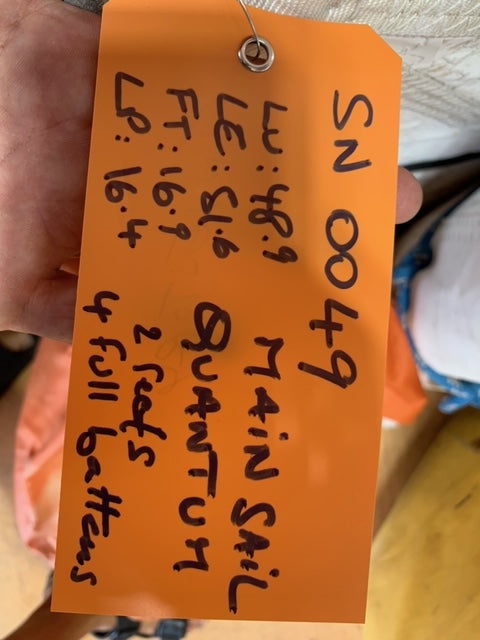 SN 0049
LU: 48.9
LE: 51.6
FT: 16.9
LP: 16.4
MAIN SAIL
QUANTUM
2 reefs
4 full battens